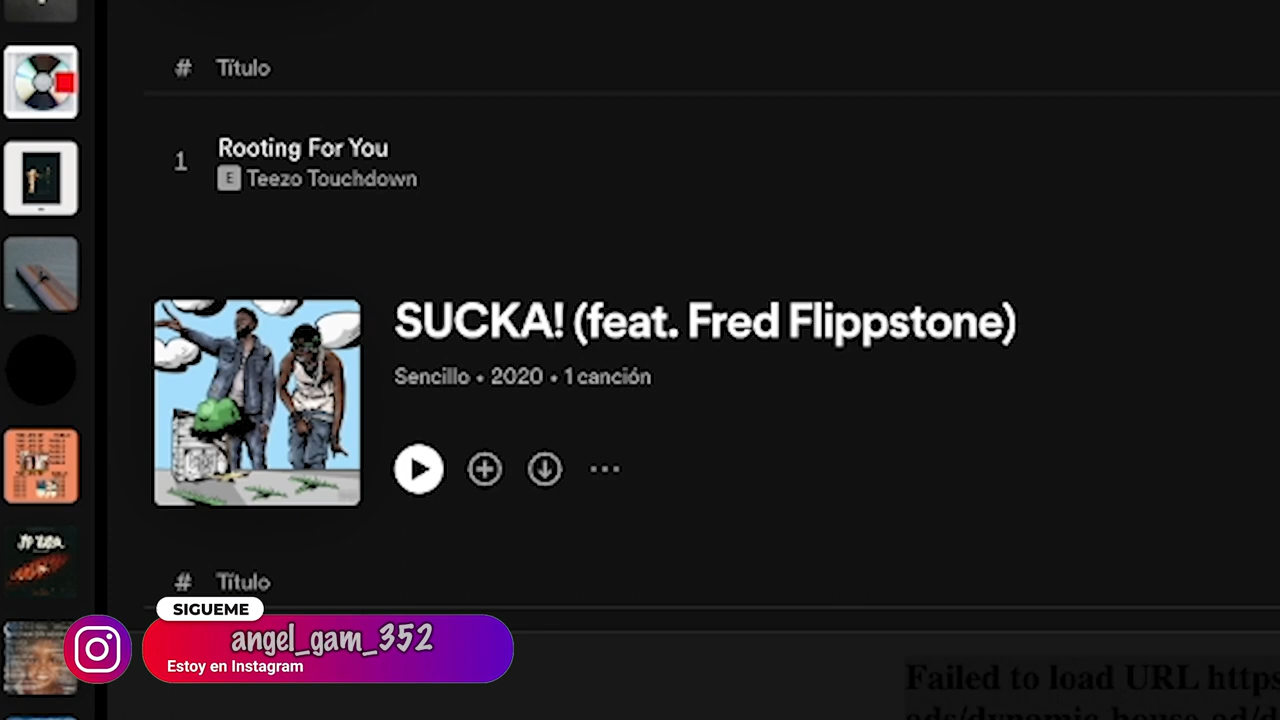 # Título
1 Rooting For You
E Teezo Touchdown
SUCKA! (feat. Fred Flippstone)
Sencillo • 2020 • 1 canción
# Título
SIGUEME
angel_gam_352
Estoy en Instagram
Failed to load URL https